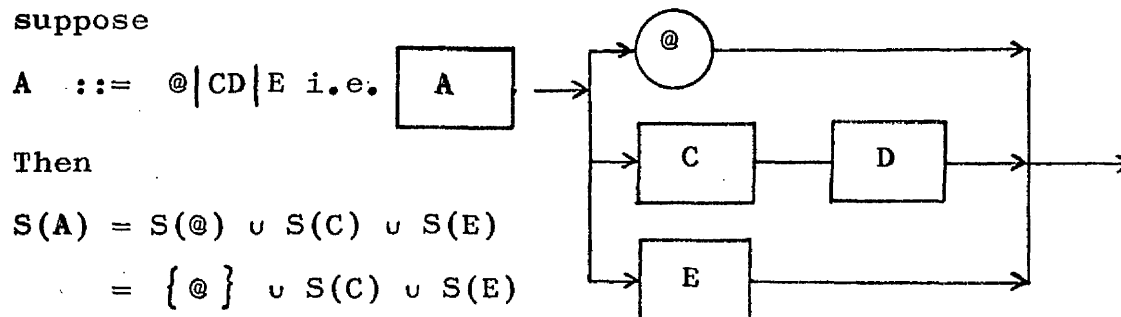 suppose
A ::= @|CD|E i.e. A
@
C D
E
Then
S(A) = S(@) ∪ S(C) ∪ S(E)
= {@} ∪ S(C) ∪ S(E)